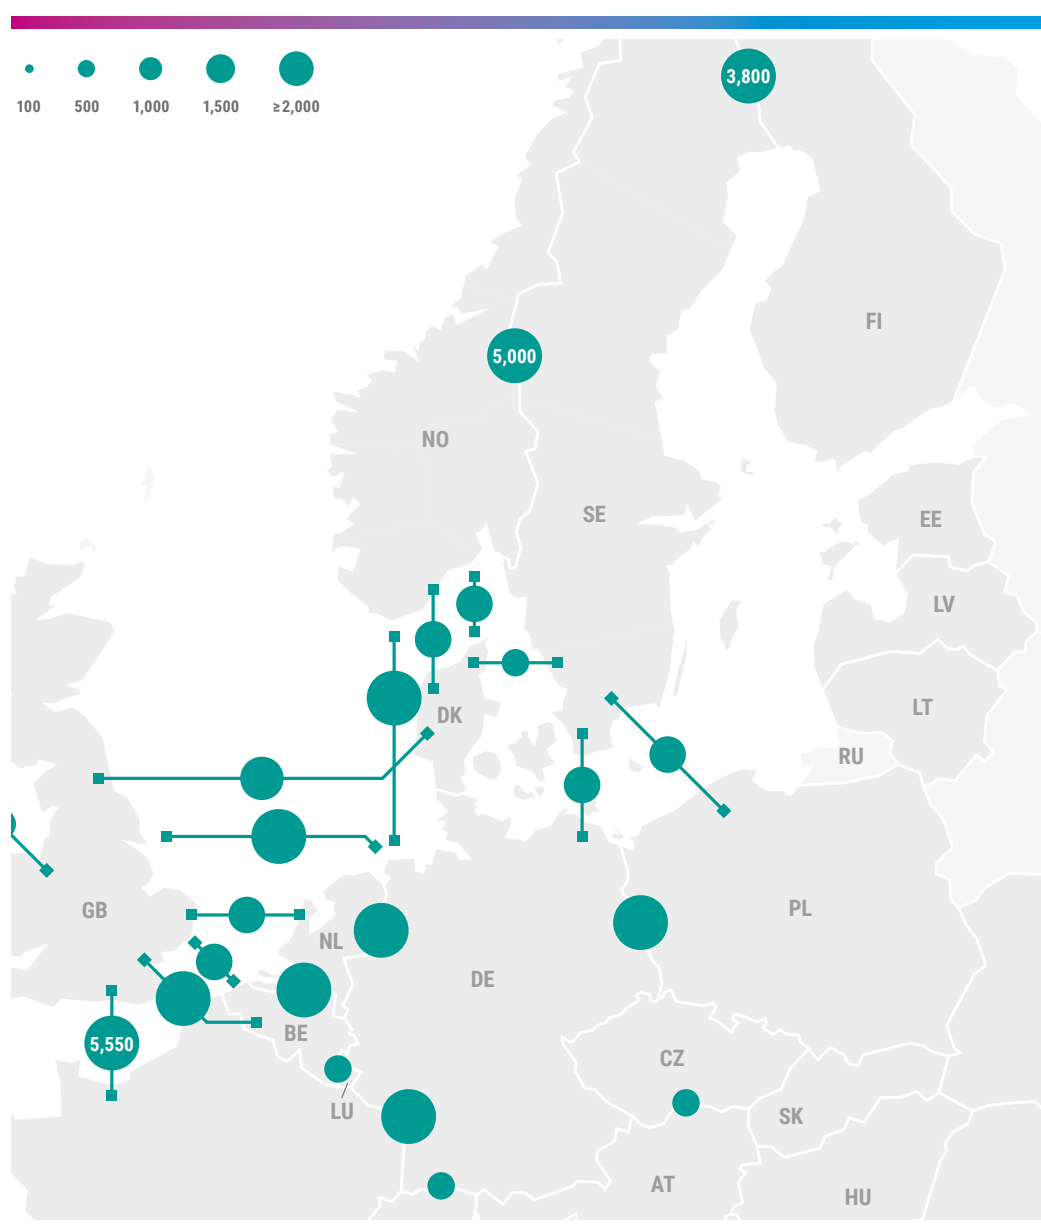 100 500 1,000 1,500 ≥2,000
3,800
FI
5,000
NO
SE
EE
LV
LT
DK
RU
GB
PL
NL
DE
BE
5,550
CZ
LU
SK
AT
HU